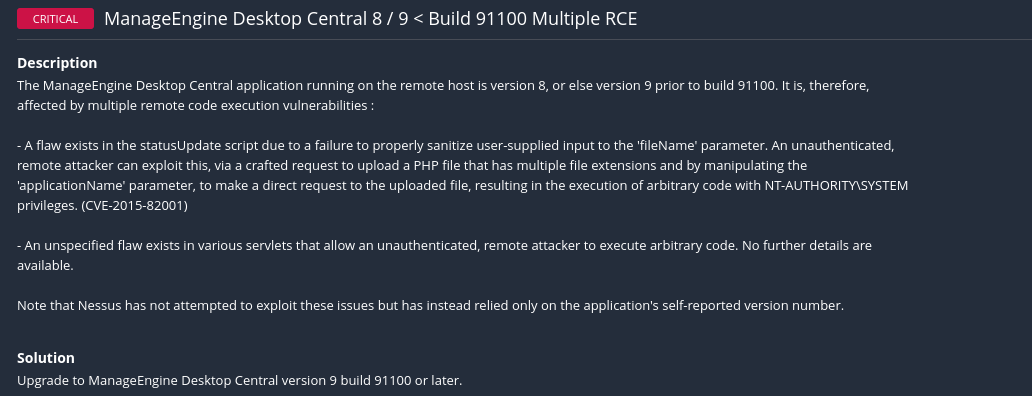 CRITICAL ManageEngine Desktop Central 8 / 9 < Build 91100 Multiple RCE
Description
The ManageEngine Desktop Central application running on the remote host is version 8, or else version 9 prior to build 91100. It is, therefore,
affected by multiple remote code execution vulnerabilities :
- A flaw exists in the statusUpdate script due to a failure to properly sanitize user-supplied input to the 'fileName' parameter. An unauthenticated,
remote attacker can exploit this, via a crafted request to upload a PHP file that has multiple file extensions and by manipulating the
'applicationName' parameter, to make a direct request to the uploaded file, resulting in the execution of arbitrary code with NT-AUTHORITY\SYSTEM
privileges. (CVE-2015-82001)
- An unspecified flaw exists in various servlets that allow an unauthenticated, remote attacker to execute arbitrary code. No further details are
available.
Note that Nessus has not attempted to exploit these issues but has instead relied only on the application's self-reported version number.
Solution
Upgrade to ManageEngine Desktop Central version 9 build 91100 or later.